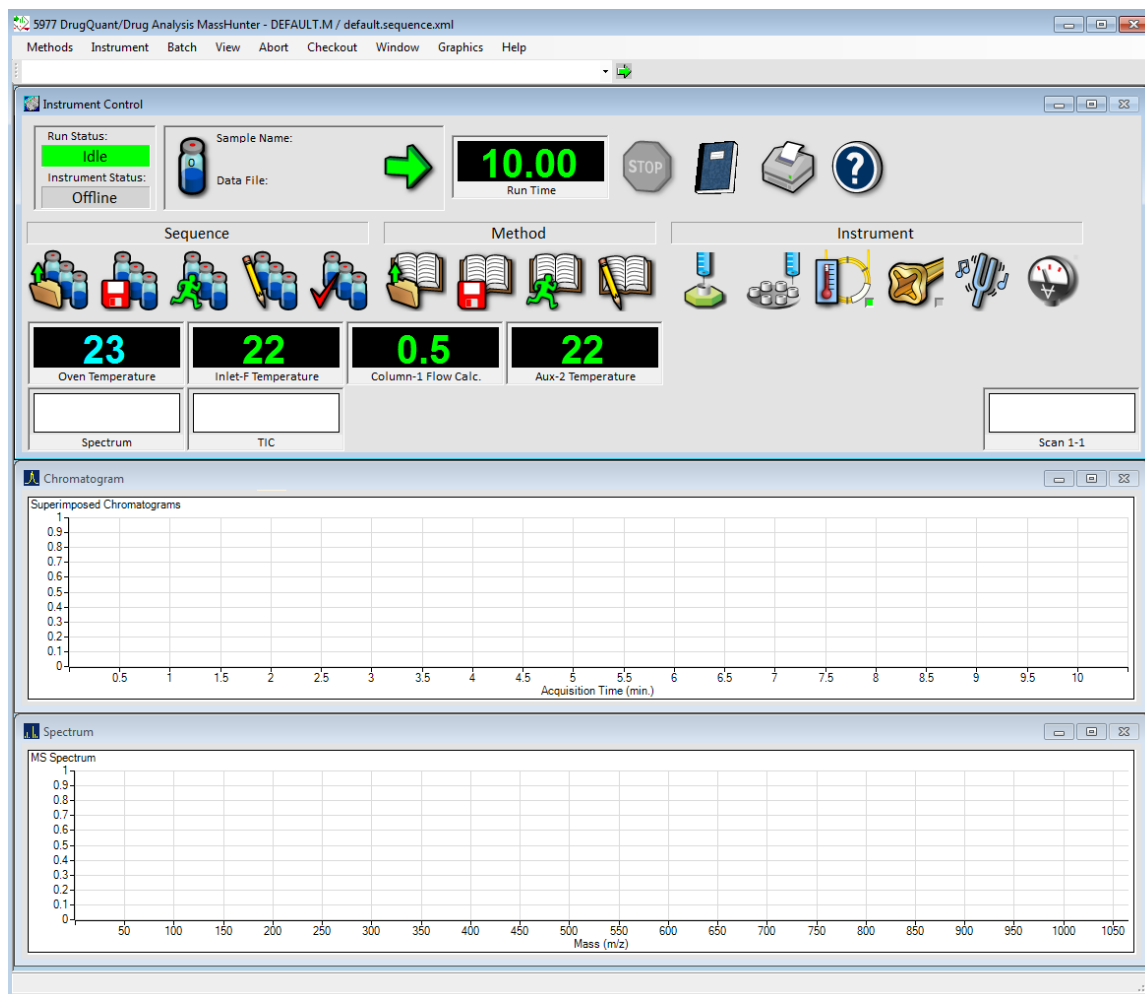 5977 DrugQuant/Drug Analysis MassHunter - DEFAULT.M / default.sequence.xml
Methods Instrument Batch View Abort Checkout Window Graphics Help
Instrument Control
Run Status:
Idle
Instrument Status:
Offline
0
Sample Name:
Data File:
10.00
Run Time
STOP
?
Sequence
Method
Instrument
23
Oven Temperature
22
Inlet-F Temperature
0.5
Column-1 Flow Calc.
22
Aux-2 Temperature
Spectrum
TIC
Scan 1-1
Chromatogram
Superimposed Chromatograms
1
0.9
0.8
0.7
0.6
0.5
0.4
0.3
0.2
0.1
0
0.5 1 1.5 2 2.5 3 3.5 4 4.5 5 5.5 6 6.5 7 7.5 8 8.5 9 9.5 10
Acquisition Time (min.)
Spectrum
MS Spectrum
1
0.9
0.8
0.7
0.6
0.5
0.4
0.3
0.2
0.1
0
50 100 150 200 250 300 350 400 450 500 550 600 650 700 750 800 850 900 950 1000 1050
Mass (m/z)